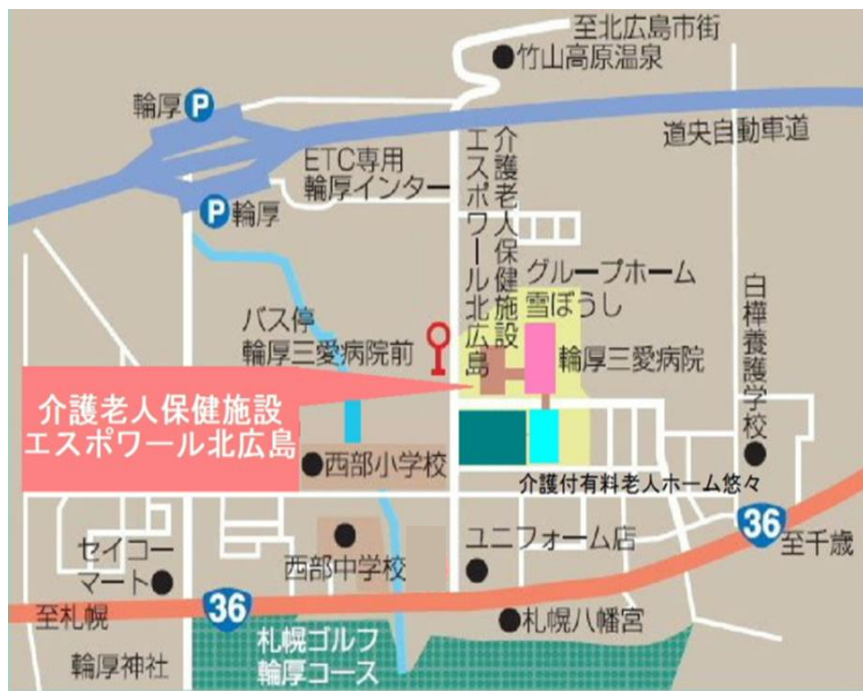 至北広島市街
竹山高原温泉
輪厚
P
道央自動車道
ETC専用
輪厚インター
P
輪厚
介護老人保健施設
エスポワール北広島
グループホーム
雪ぼうし
バス停
輪厚三愛病院前
輪厚三愛病院
白樺養護学校
介護老人保健施設
エスポワール北広島
西部小学校
介護付有料老人ホーム悠々
36
至千歳
セイコー
マート
西部中学校
ユニフォーム店
36
至札幌
札幌八幡宮
札幌ゴルフ
輪厚コース
輪厚神社